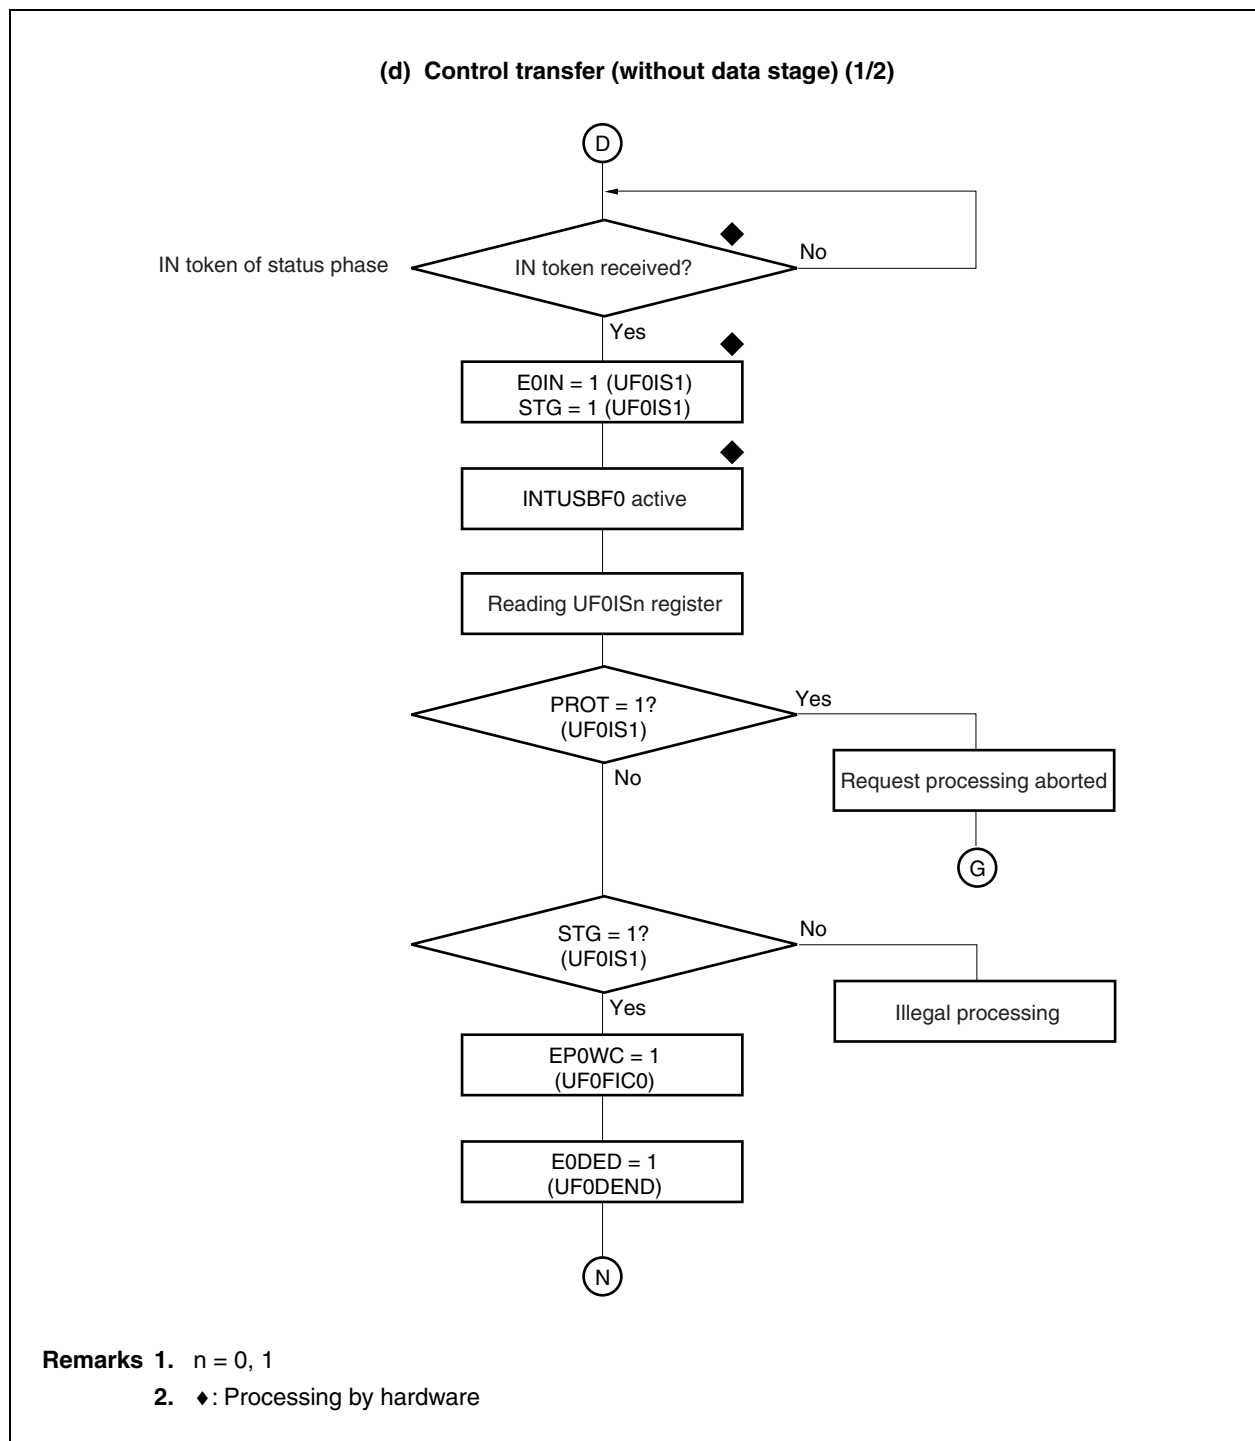 (d) Control transfer (without data stage) (1/2)
D
IN token of status phase
IN token received?
No
Yes
E0IN = 1 (UF0IS1)
STG = 1 (UF0IS1)
INTUSBF0 active
Reading UF0ISn register
PROT = 1?
(UF0IS1)
Yes
No
Request processing aborted
G
STG = 1?
(UF0IS1)
No
Yes
Illegal processing
EP0WC = 1
(UF0FIC0)
E0DED = 1
(UF0DEND)
N
Remarks 1. n = 0, 1
2. ♦: Processing by hardware